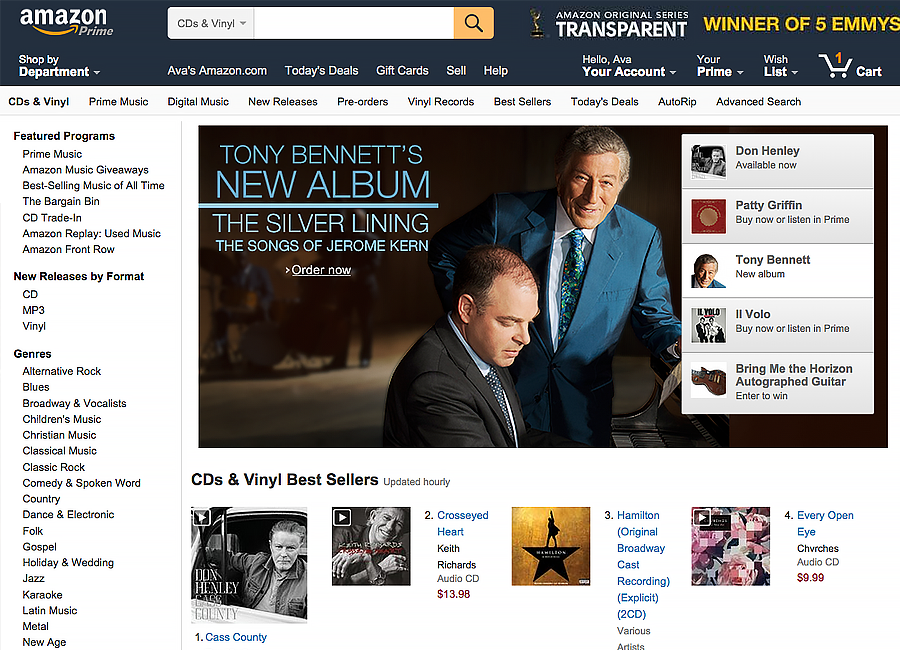 amazon
Prime
CDs & Vinyl
AMAZON ORIGINAL SERIES
TRANSPARENT
WINNER OF 5 EMMYS
Shop by
Department
Ava's Amazon.com
Today's Deals
Gift Cards
Sell
Help
Hello, Ava
Your Account
Your
Prime
Wish
List
1
Cart
CDs & Vinyl
Prime Music
Digital Music
New Releases
Pre-orders
Vinyl Records
Best Sellers
Today's Deals
AutoRip
Advanced Search
Featured Programs
Prime Music
Amazon Music Giveaways
Best-Selling Music of All Time
The Bargain Bin
CD Trade-In
Amazon Replay: Used Music
Amazon Front Row
New Releases by Format
CD
MP3
Vinyl
Genres
Alternative Rock
Blues
Broadway & Vocalists
Children's Music
Christian Music
Classical Music
Classic Rock
Comedy & Spoken Word
Country
Dance & Electronic
Folk
Gospel
Holiday & Wedding
Jazz
Karaoke
Latin Music
Metal
New Age
TONY BENNETT'S
NEW ALBUM
THE SILVER LINING
THE SONGS OF JEROME KERN
›Order now
Don Henley
Available now
Patty Griffin
Buy now or listen in Prime
Tony Bennett
New album
IL VOLO
Il Volo
Buy now or listen in Prime
Bring Me the Horizon
Autographed Guitar
Enter to win
CDs & Vinyl Best Sellers Updated hourly
DON
HENLEY
CASS
COUNTY
1. Cass County
KEITH RICHARDS
CROSSEYED HEART
2. Crosseyed
Heart
Keith
Richards
Audio CD
$13.98
HAMILTON
3. Hamilton
(Original
Broadway
Cast
Recording)
(Explicit)
(2CD)
Various
Artists
4. Every Open
Eye
Chvrches
Audio CD
$9.99